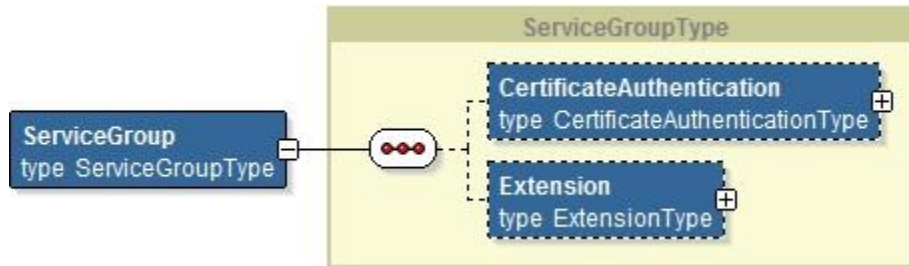 ServiceGroupType
CertificateAuthentication
type CertificateAuthenticationType
ServiceGroup
type ServiceGroupType
Extension
type ExtensionType